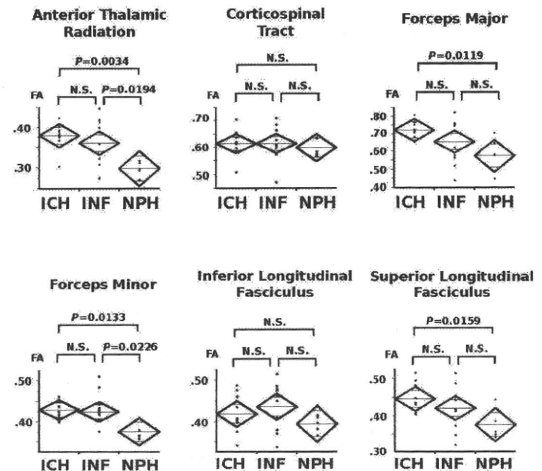 Anterior Thalamic
Radiation
P=0.0034
N.S. P=0.0194
FA
.40
.30
ICH INF NPH
Corticospinal
Tract
N.S.
N.S. N.S.
FA
.70
.60
.50
ICH INF NPH
Forceps Major
P=0.0119
N.S. N.S.
FA
.80
.70
.60
.50
.40
ICH INF NPH
Forceps Minor
P=0.0133
N.S. P=0.0226
FA
.50
.40
ICH INF NPH
Inferior Longitudinal
Fasciculus
N.S.
N.S. N.S.
FA
.50
.40
ICH INF NPH
Superior Longitudinal
Fasciculus
P=0.0159
N.S. N.S.
FA
.50
.40
.30
ICH INF NPH